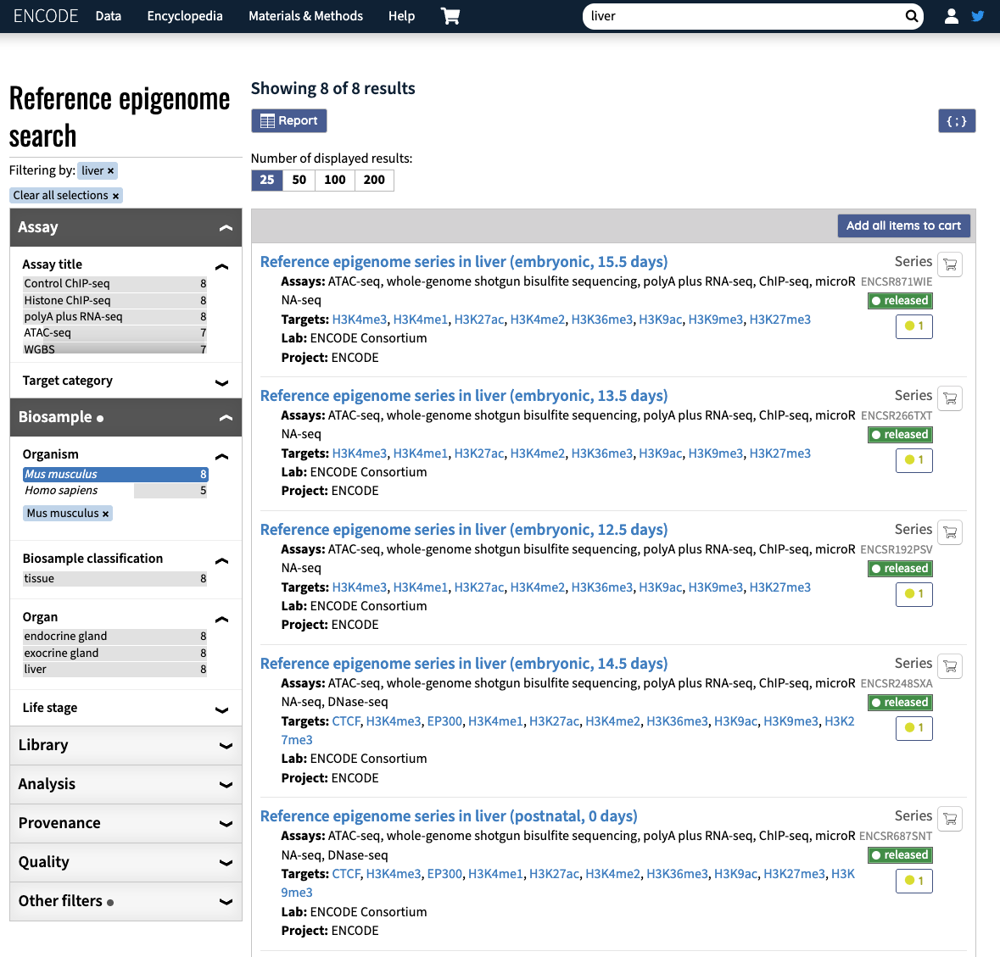 ENCODE Data Encyclopedia Materials & Methods Help liver
Reference epigenome
search
Filtering by: liver ×
Clear all selections ×
Assay
Assay title
Control ChIP-seq 8
Histone ChIP-seq 8
polyA plus RNA-seq 8
ATAC-seq 7
WGBS 7
Target category
Biosample
Organism
Mus musculus 8
Homo sapiens 5
Mus musculus ×
Biosample classification
tissue 8
Organ
endocrine gland 8
exocrine gland 8
liver 8
Life stage
Library
Analysis
Provenance
Quality
Other filters
Showing 8 of 8 results
Report {;}
Number of displayed results:
25 50 100 200
Add all items to cart
Reference epigenome series in liver (embryonic, 15.5 days) Series
Assays: ATAC-seq, whole-genome shotgun bisulfite sequencing, polyA plus RNA-seq, ChIP-seq, microR ENCSR871WIE
NA-seq released
Targets: H3K4me3, H3K4me1, H3K27ac, H3K4me2, H3K36me3, H3K9ac, H3K9me3, H3K27me3 1
Lab: ENCODE Consortium
Project: ENCODE
Reference epigenome series in liver (embryonic, 13.5 days) Series
Assays: ATAC-seq, whole-genome shotgun bisulfite sequencing, polyA plus RNA-seq, ChIP-seq, microR ENCSR266TXT
NA-seq released
Targets: H3K4me3, H3K4me1, H3K27ac, H3K4me2, H3K36me3, H3K9ac, H3K9me3, H3K27me3 1
Lab: ENCODE Consortium
Project: ENCODE
Reference epigenome series in liver (embryonic, 12.5 days) Series
Assays: ATAC-seq, whole-genome shotgun bisulfite sequencing, polyA plus RNA-seq, ChIP-seq, microR ENCSR192PSV
NA-seq released
Targets: H3K4me3, H3K4me1, H3K27ac, H3K4me2, H3K36me3, H3K9ac, H3K9me3, H3K27me3 1
Lab: ENCODE Consortium
Project: ENCODE
Reference epigenome series in liver (embryonic, 14.5 days) Series
Assays: ATAC-seq, whole-genome shotgun bisulfite sequencing, polyA plus RNA-seq, ChIP-seq, microR ENCSR248SXA
NA-seq, DNase-seq released
Targets: CTCF, H3K4me3, EP300, H3K4me1, H3K27ac, H3K4me2, H3K36me3, H3K9ac, H3K9me3, H3K2 1
7me3
Lab: ENCODE Consortium
Project: ENCODE
Reference epigenome series in liver (postnatal, 0 days) Series
Assays: ATAC-seq, whole-genome shotgun bisulfite sequencing, polyA plus RNA-seq, ChIP-seq, microR ENCSR687SNT
NA-seq, DNase-seq released
Targets: CTCF, H3K4me3, EP300, H3K4me1, H3K27ac, H3K4me2, H3K36me3, H3K9ac, H3K27me3, H3K 1
9me3
Lab: ENCODE Consortium
Project: ENCODE